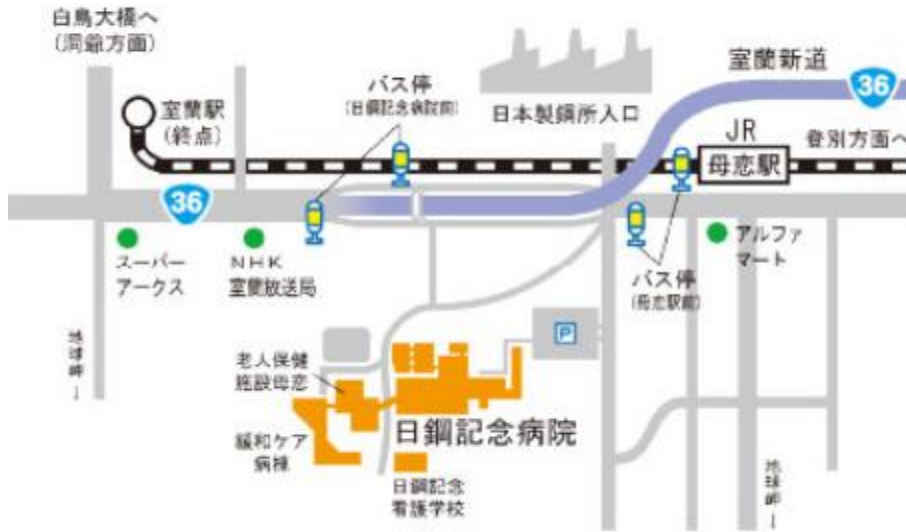 白鳥大橋へ
(洞爺方面)
室蘭駅
(終点)
バス停
(日鋼記念病院前)
日本製鋼所入口
室蘭新道
36
JR
母恋駅
登別方面へ
36
スーパー
アークス
NHK
室蘭放送局
バス停
(母恋駅前)
アルファ
マート
地球岬→
P
老人保健
施設母恋
日鋼記念病院
緩和ケア
病棟
日鋼記念
看護学校
地球岬→